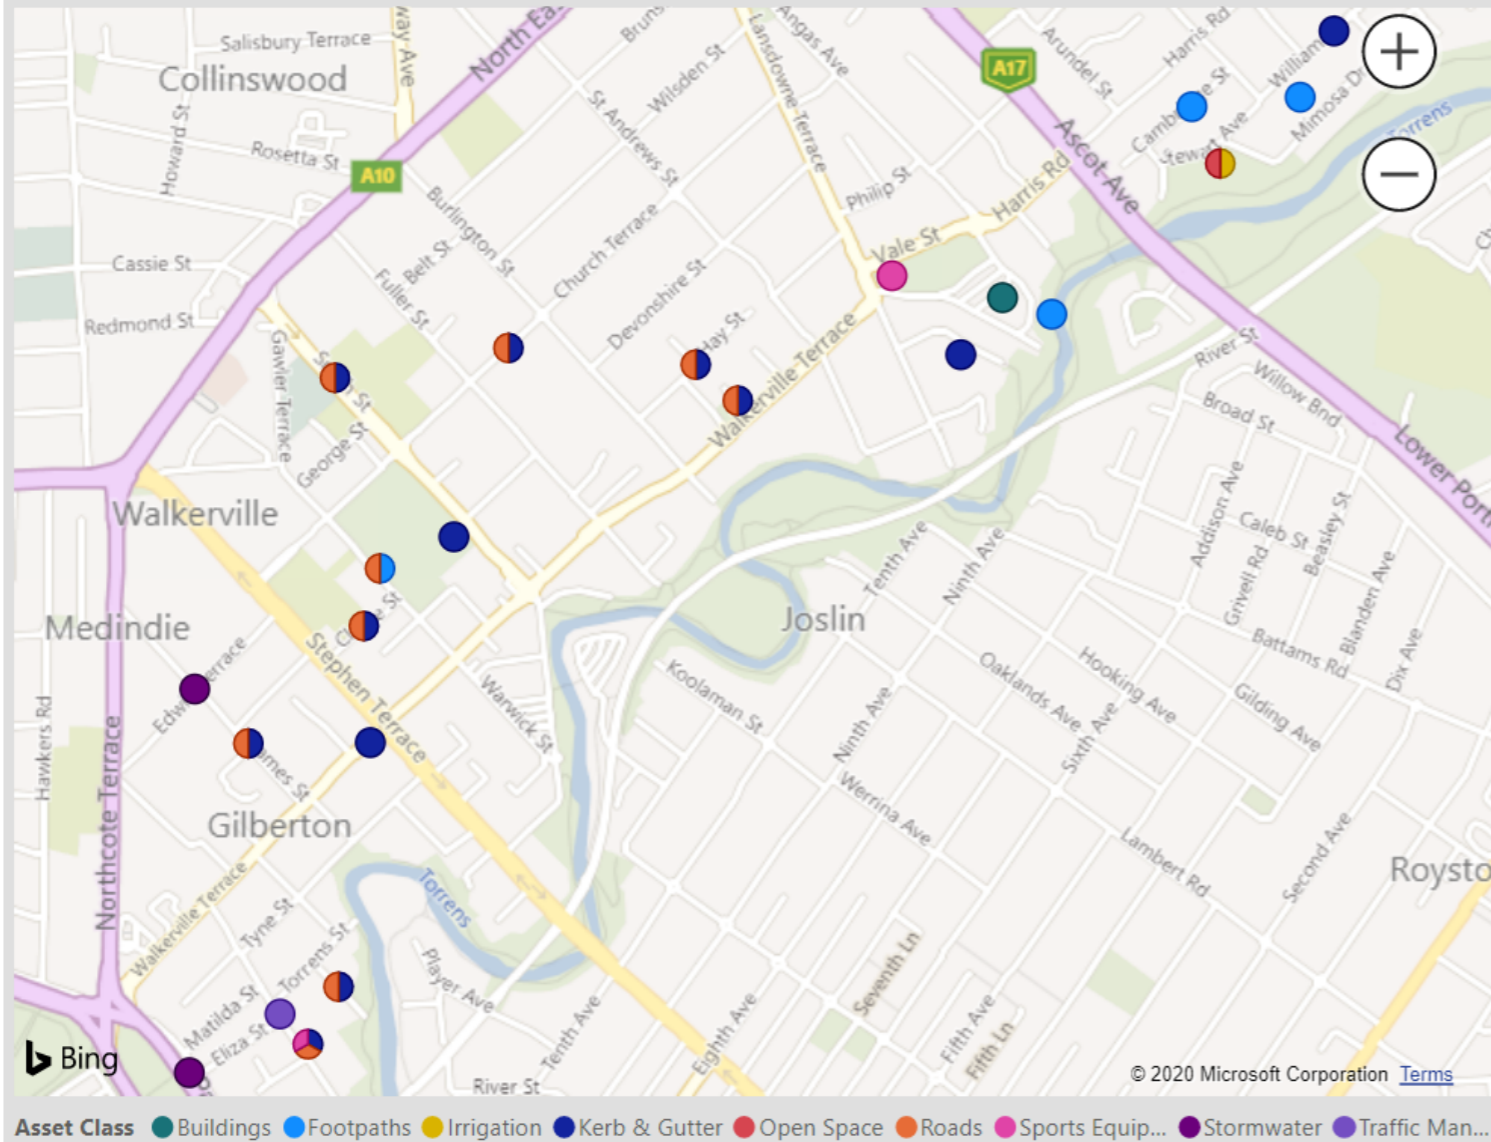 Salisbury Terrace
Collinswood
way Ave
North Ea
Bruns
Wilsden St
Lansdowne Terrace
Angas Ave
A17
Arundel St
Harris Rd
William
Mimosa Dr
Howard St
Rosetta St
A10
St Andrews St
Philip St
Harris Rd
Ascot Ave
Stewart Ave
Torrens
Burlington St
Belt St
Church Terrace
Vale St
Cassie St
Fuller St
Devonshire St
Redmond St
Gawler Terrace
Hay St
Walkerville Terrace
River St
Willow Bnd
Broad St
Lower Port
George St
Walkerville
Addison Ave
Caleb St
Beasley St
Tenth Ave
Ninth Ave
Grivell Rd
Blanden Ave
Medindie
Joslin
Battams Rd
Dix Ave
Stephen Terrace
Koolaman St
Oaklands Ave
Hooking Ave
Gilding Ave
Warwick St
Hawkers Rd
Northcote Terrace
Ninth Ave
Sixth Ave
James St
Gilberton
Werrina Ave
Lambert Rd
Second Ave
Roysto
Walkerville Terrace
Torrens
Tyne St
Torrens St
Player Ave
Seventh Ln
Matilda St
Eliza St
Tenth Ave
Eighth Ave
Fifth Ave
Fifth Ln
Bing
River St
© 2020 Microsoft Corporation Terms
Asset Class Buildings Footpaths Irrigation Kerb & Gutter Open Space Roads Sports Equip... Stormwater Traffic Man...